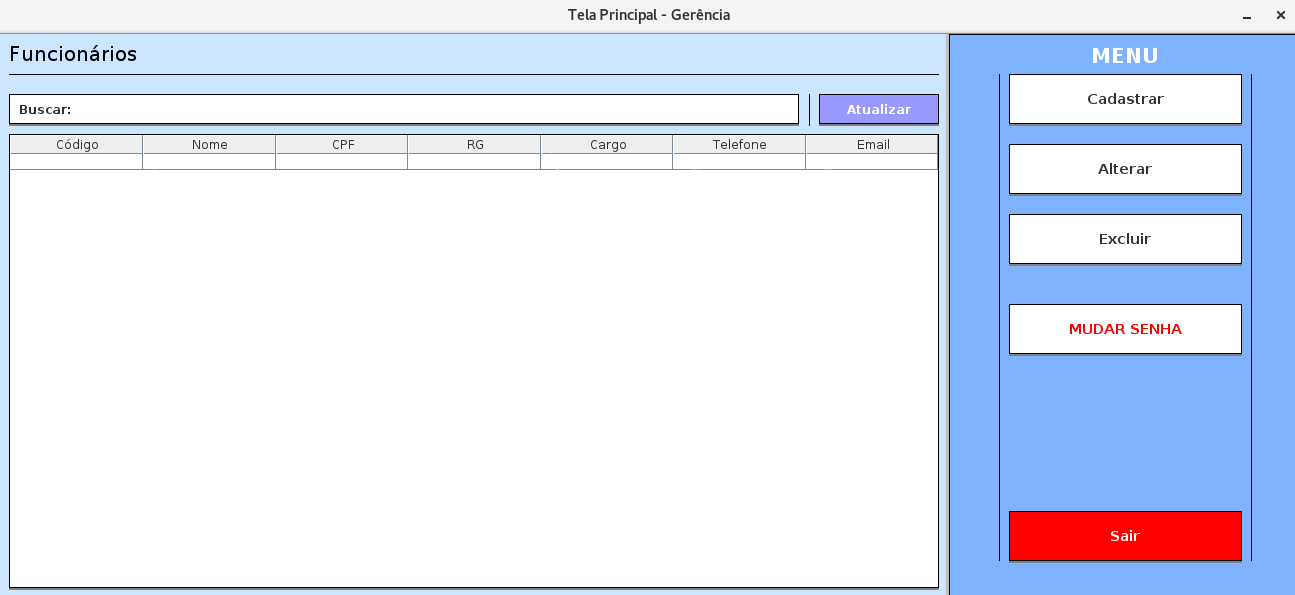 Tela Principal - Gerência
Funcionários
Buscar:
Atualizar
Código Nome CPF RG Cargo Telefone Email
MENU
Cadastrar
Alterar
Excluir
MUDAR SENHA
Sair